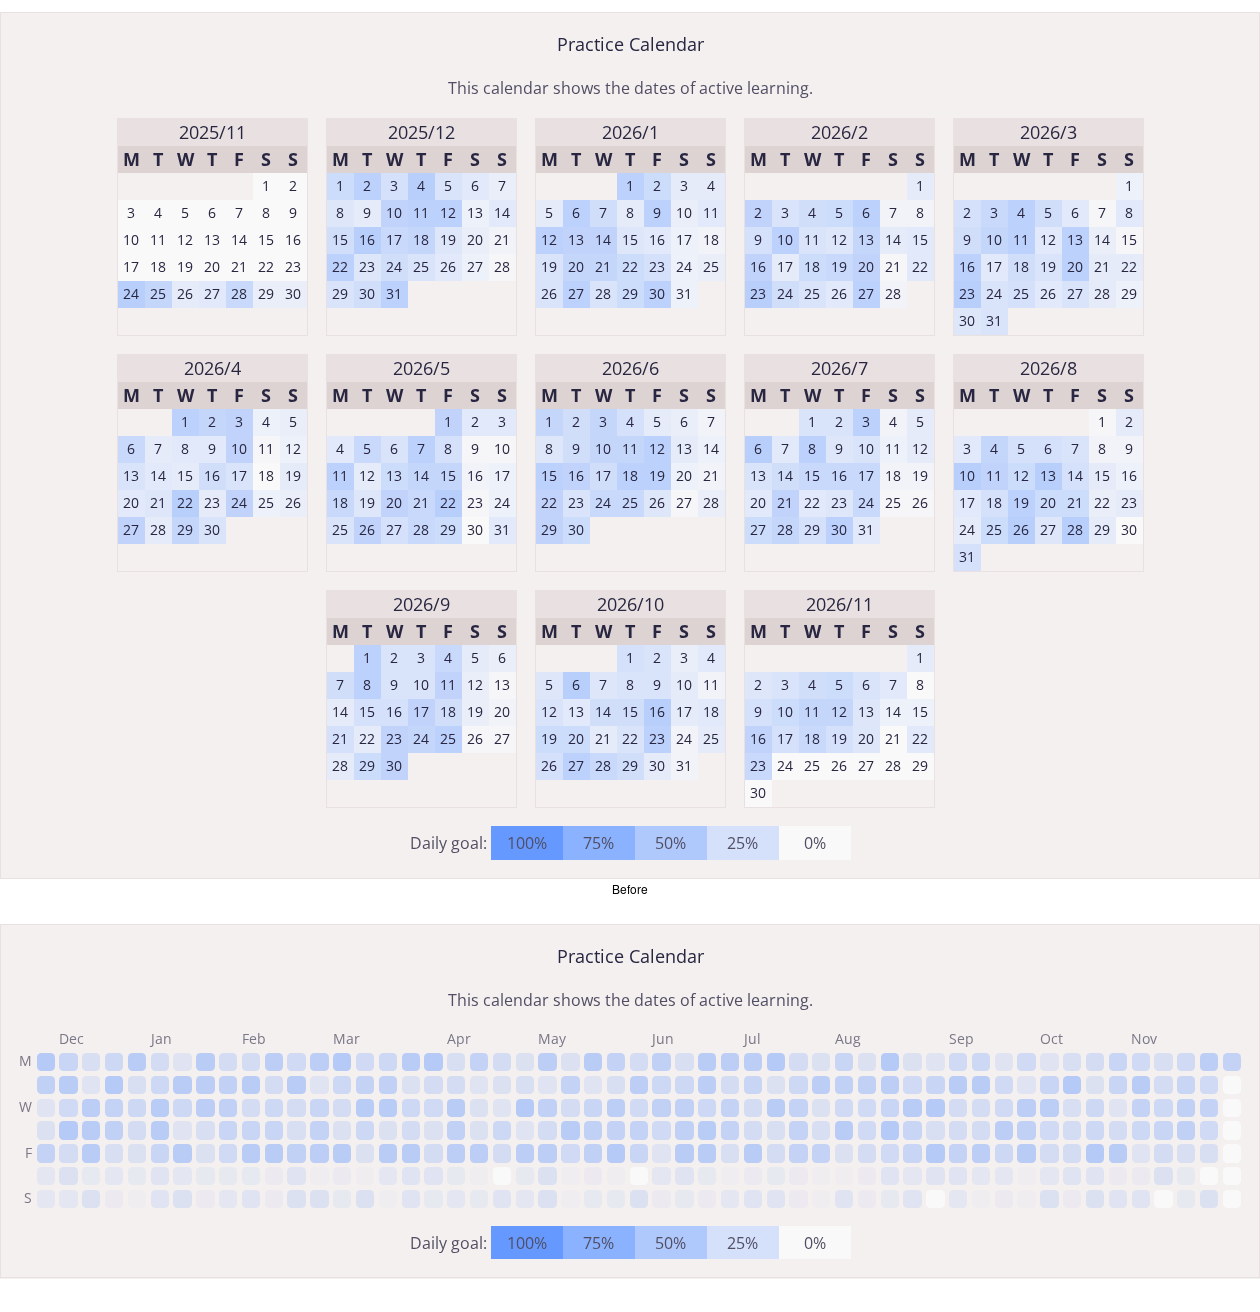 Practice Calendar
This calendar shows the dates of active learning.
2025/11 2025/12 2026/1 2026/2 2026/3
M T W T F S S M T W T F S S M T W T F S S M T W T F S S M T W T F S S
1 2 1 2 3 4 5 6 7 1 2 3 4 1 1
3 4 5 6 7 8 9 8 9 10 11 12 13 14 5 6 7 8 9 10 11 2 3 4 5 6 7 8 2 3 4 5 6 7 8
10 11 12 13 14 15 16 15 16 17 18 19 20 21 12 13 14 15 16 17 18 9 10 11 12 13 14 15 9 10 11 12 13 14 15
17 18 19 20 21 22 23 22 23 24 25 26 27 28 19 20 21 22 23 24 25 16 17 18 19 20 21 22 16 17 18 19 20 21 22
24 25 26 27 28 29 30 29 30 31 26 27 28 29 30 31 23 24 25 26 27 28 23 24 25 26 27 28 29
30 31
2026/4 2026/5 2026/6 2026/7 2026/8
M T W T F S S M T W T F S S M T W T F S S M T W T F S S M T W T F S S
1 2 3 4 5 1 2 3 1 2 3 4 5 6 7 1 2 3 4 5 1 2
6 7 8 9 10 11 12 4 5 6 7 8 9 10 8 9 10 11 12 13 14 6 7 8 9 10 11 12 3 4 5 6 7 8 9
13 14 15 16 17 18 19 11 12 13 14 15 16 17 15 16 17 18 19 20 21 13 14 15 16 17 18 19 10 11 12 13 14 15 16
20 21 22 23 24 25 26 18 19 20 21 22 23 24 22 23 24 25 26 27 28 20 21 22 23 24 25 26 17 18 19 20 21 22 23
27 28 29 30 25 26 27 28 29 30 31 29 30 27 28 29 30 31 24 25 26 27 28 29 30
31
2026/9 2026/10 2026/11
M T W T F S S M T W T F S S M T W T F S S
1 2 3 4 5 6 1 2 3 4 1
7 8 9 10 11 12 13 5 6 7 8 9 10 11 2 3 4 5 6 7 8
14 15 16 17 18 19 20 12 13 14 15 16 17 18 9 10 11 12 13 14 15
21 22 23 24 25 26 27 19 20 21 22 23 24 25 16 17 18 19 20 21 22
28 29 30 26 27 28 29 30 31 23 24 25 26 27 28 29
30
Daily goal: 100% 75% 50% 25% 0%
Before
Practice Calendar
This calendar shows the dates of active learning.
Dec Jan Feb Mar Apr May Jun Jul Aug Sep Oct Nov
M
W
F
S
Daily goal: 100% 75% 50% 25% 0%